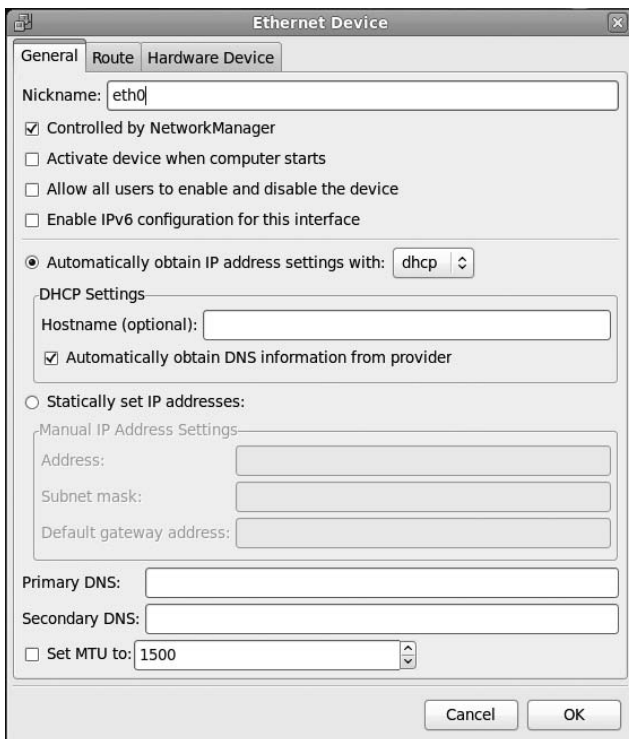 Ethernet Device
General Route Hardware Device
Nickname: eth0
Controlled by NetworkManager
Activate device when computer starts
Allow all users to enable and disable the device
Enable IPv6 configuration for this interface
Automatically obtain IP address settings with: dhcp
DHCP Settings
Hostname (optional):
Automatically obtain DNS information from provider
Statically set IP addresses:
Manual IP Address Settings
Address:
Subnet mask:
Default gateway address:
Primary DNS:
Secondary DNS:
Set MTU to: 1500
Cancel OK